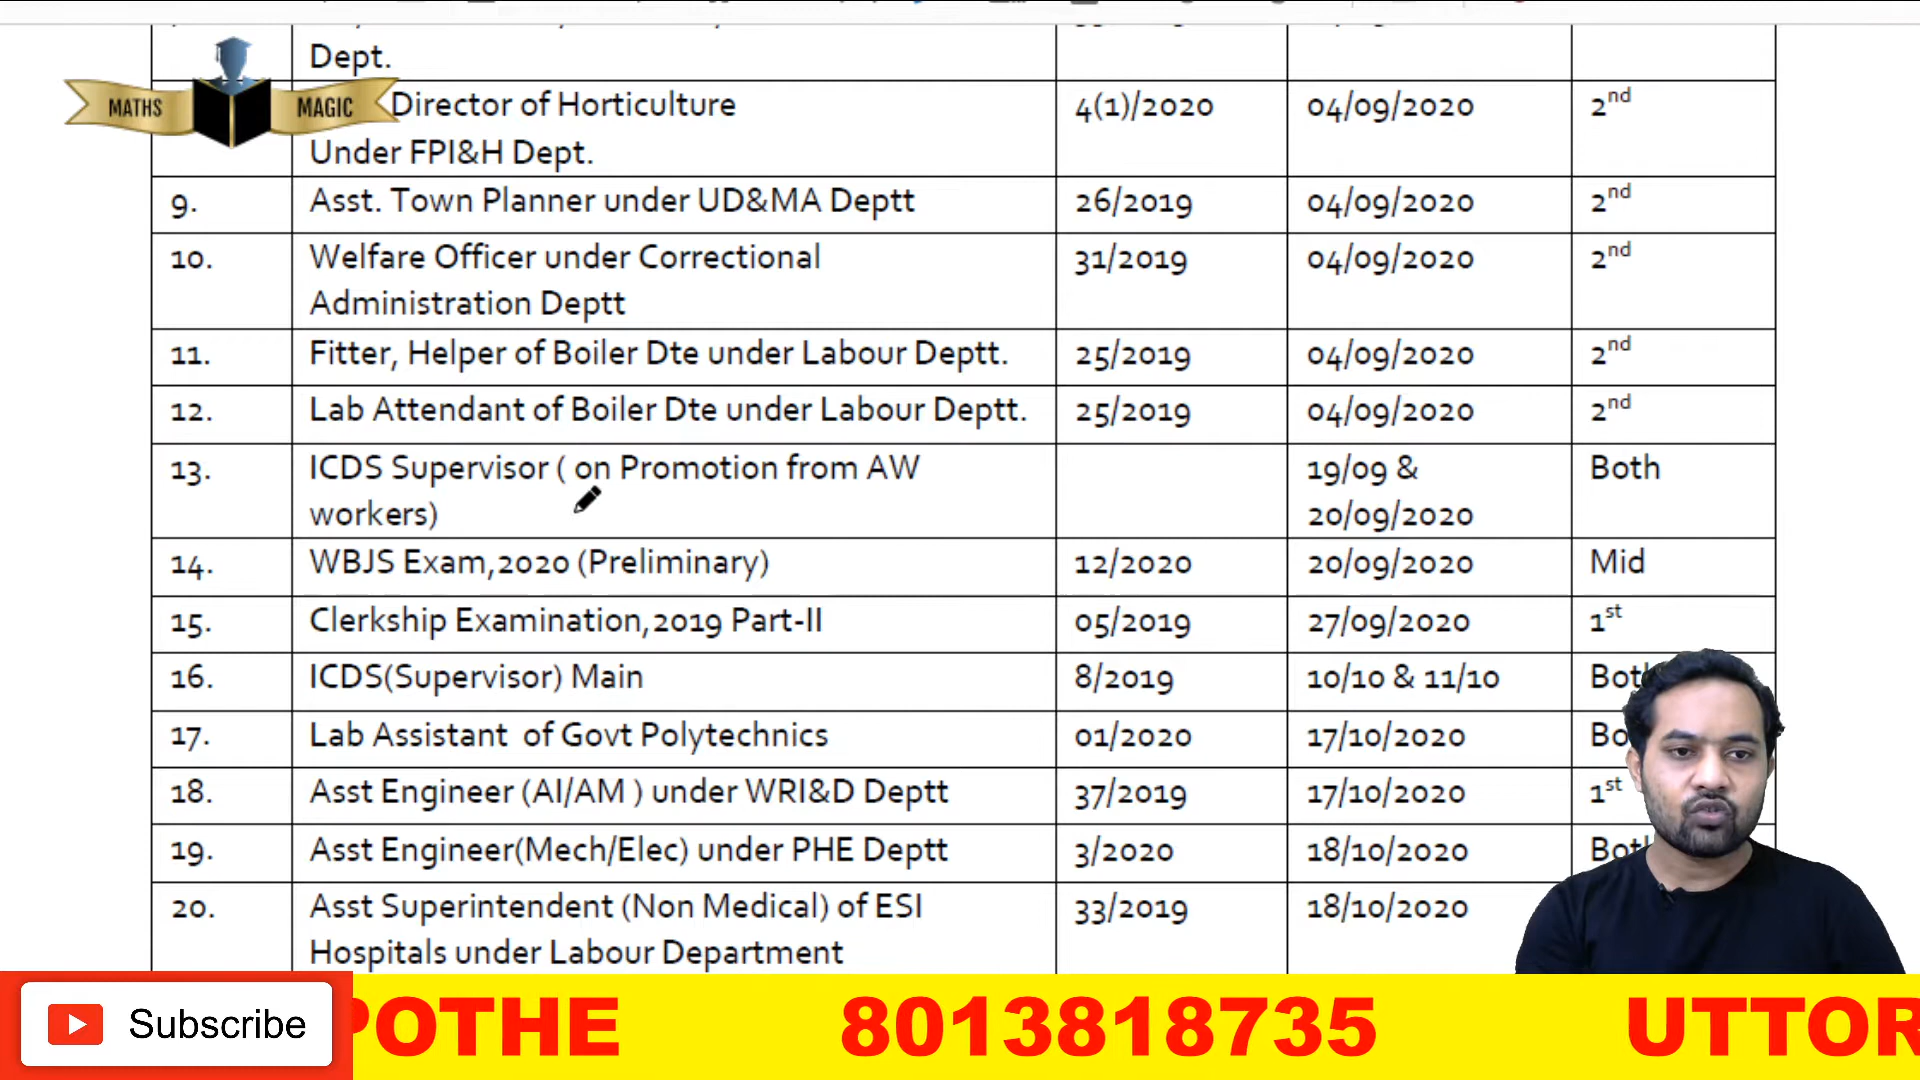 Dept.
MATHS MAGIC
Director of Horticulture 4(1)/2020 04/09/2020 2nd
Under FPI&H Dept.
9. Asst. Town Planner under UD&MA Deptt 26/2019 04/09/2020 2nd
10. Welfare Officer under Correctional 31/2019 04/09/2020 2nd
Administration Deptt
11. Fitter, Helper of Boiler Dte under Labour Deptt. 25/2019 04/09/2020 2nd
12. Lab Attendant of Boiler Dte under Labour Deptt. 25/2019 04/09/2020 2nd
13. ICDS Supervisor ( on Promotion from AW 19/09 & Both
workers) 20/09/2020
14. WBJS Exam,2020 (Preliminary) 12/2020 20/09/2020 Mid
15. Clerkship Examination,2019 Part-II 05/2019 27/09/2020 1st
16. ICDS(Supervisor) Main 8/2019 10/10 & 11/10
17. Lab Assistant of Govt Polytechnics 01/2020 17/10/2020
18. Asst Engineer (AI/AM ) under WRI&D Deptt 37/2019 17/10/2020 1st
19. Asst Engineer(Mech/Elec) under PHE Deptt 3/2020 18/10/2020
20. Asst Superintendent (Non Medical) of ESI 33/2019 18/10/2020
Hospitals under Labour Department
Subscribe POTHE 8013818735 UTTOR